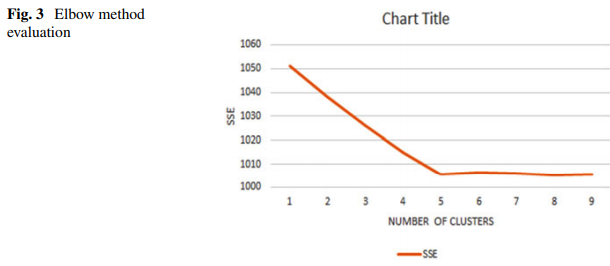 Fig. 3 Elbow method
evaluation
Chart Title
1060
1050
1040
1030
1020
1010
1000
SSE
1 2 3 4 5 6 7 8 9
NUMBER OF CLUSTERS
SSE